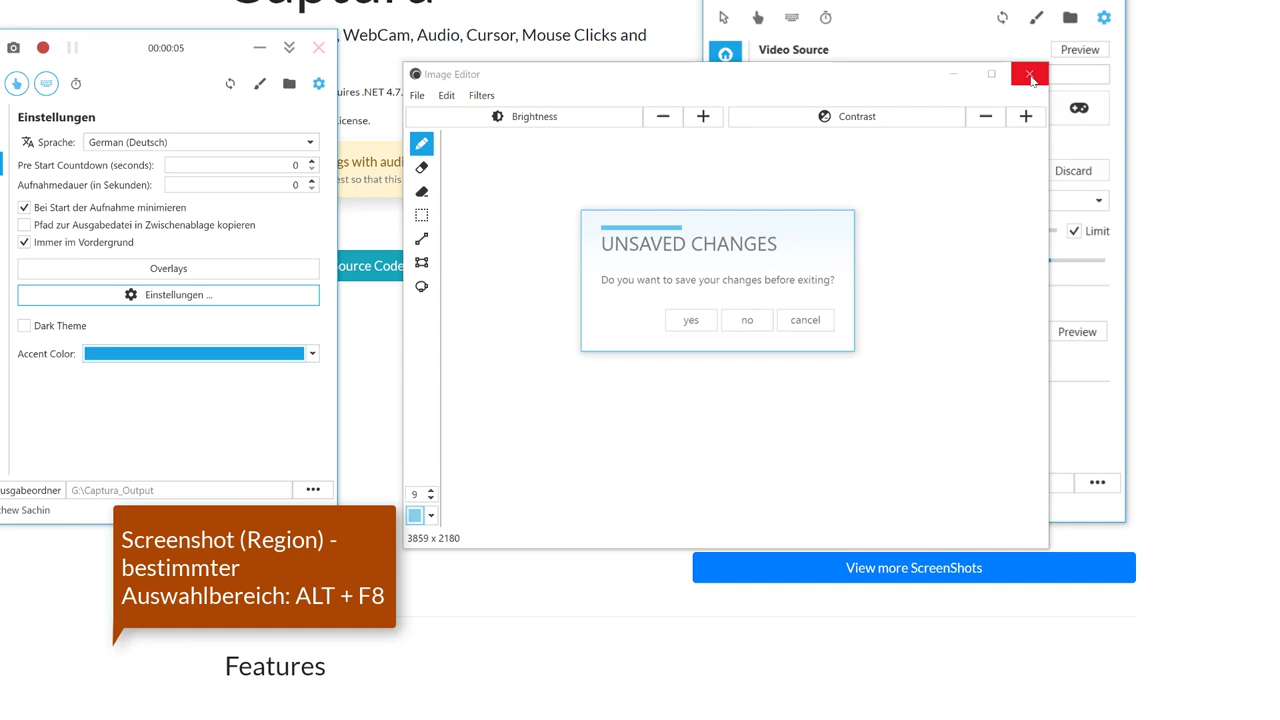 Captura
, WebCam, Audio, Cursor, Mouse Clicks and
uires .NET 4.7.
icense.
gs with audi
est so that this
ource Code
00:00:05
Einstellungen
Sprache: German (Deutsch)
Pre Start Countdown (seconds): 0
Aufnahmedauer (in Sekunden): 0
Bei Start der Aufnahme minimieren
Pfad zur Ausgabedatei in Zwischenablage kopieren
Immer im Vordergrund
Overlays
Einstellungen ...
Dark Theme
Accent Color:
usgabeordner G:\Captura_Output
hew Sachin
Image Editor
File Edit Filters
Brightness Contrast
UNSAVED CHANGES
Do you want to save your changes before exiting?
yes no cancel
9
3859 x 2180
Video Source Preview
Discard
Limit
Preview
Screenshot (Region) -
bestimmter
Auswahlbereich: ALT + F8
View more ScreenShots
Features